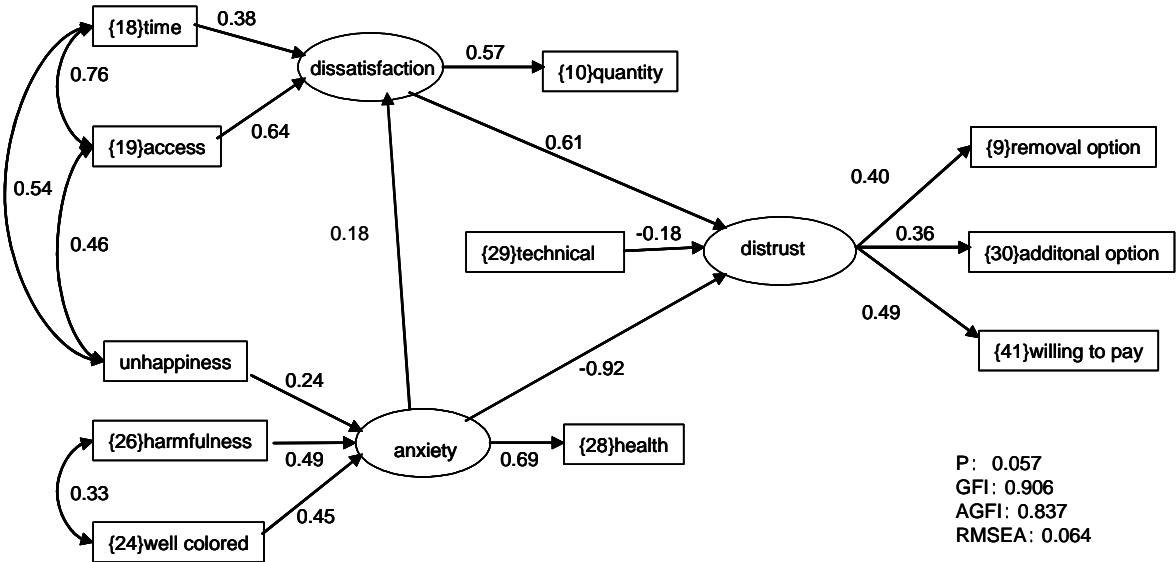 {18}time
0.38
dissatisfaction
0.57
{10}quantity
0.76
{19}access
0.64
0.61
{9}removal option
0.40
0.54
0.46
0.18
{29}technical
-0.18
distrust
0.36
{30}additonal option
0.49
{41}willing to pay
unhappiness
0.24
-0.92
{26}harmfulness
0.49
anxiety
0.69
{28}health
0.33
0.45
{24}well colored
P: 0.057
GFI: 0.906
AGFI: 0.837
RMSEA: 0.064